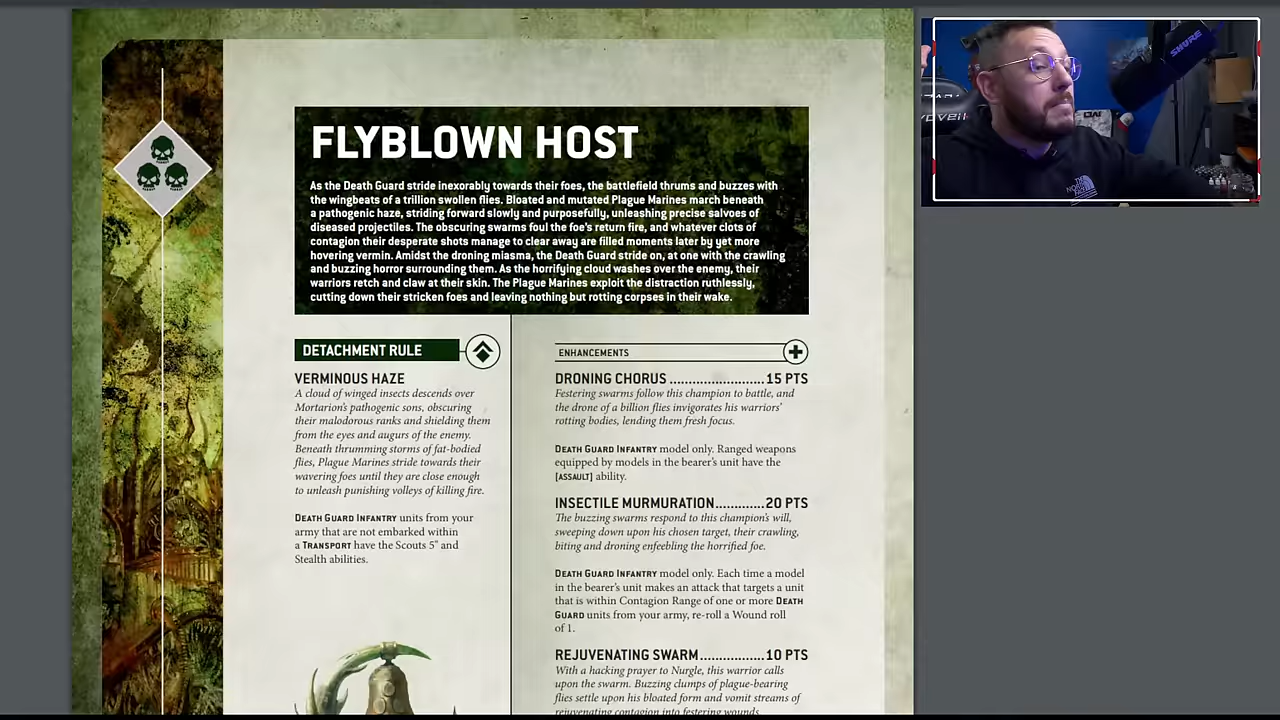 FLYBLOWN HOST
As the Death Guard stride inexorably towards their foes, the battlefield thrums and buzzes with
the wingbeats of a trillion swollen flies. Bloated and mutated Plague Marines march beneath
a pathogenic haze, striding forward slowly and purposefully, unleashing precise salvoes of
diseased projectiles. The obscuring swarms foul the foe's return fire, and whatever clots of
contagion their desperate shots manage to clear away are filled moments later by yet more
hovering vermin. Amidst the droning miasma, the Death Guard stride on, at one with the crawling
and buzzing horror surrounding them. As the horrifying cloud washes over the enemy, their
warriors retch and claw at their skin. The Plague Marines exploit the distraction ruthlessly,
cutting down their stricken foes and leaving nothing but rotting corpses in their wake.
DETACHMENT RULE
VERMINOUS HAZE
A cloud of winged insects descends over
Mortarion's pathogenic sons, obscuring
their malodorous ranks and shielding them
from the eyes and augurs of the enemy.
Beneath thrumming storms of fat-bodied
flies, Plague Marines stride towards their
wavering foes until they are close enough
to unleash punishing volleys of killing fire.
DEATH GUARD INFANTRY units from your
army that are not embarked within
a TRANSPORT have the Scouts 5" and
Stealth abilities.
ENHANCEMENTS
DRONING CHORUS.........................15 PTS
Festering swarms follow this champion to battle, and
the drone of a billion flies invigorates his warriors'
rotting bodies, lending them fresh focus.
DEATH GUARD INFANTRY model only. Ranged weapons
equipped by models in the bearer's unit have the
[ASSAULT] ability.
INSECTILE MURMURATION.............20 PTS
The buzzing swarms respond to this champion's will,
sweeping down upon his chosen target, their crawling,
biting and droning enfeebling the horrified foe.
DEATH GUARD INFANTRY model only. Each time a model
in the bearer's unit makes an attack that targets a unit
that is within Contagion Range of one or more DEATH
GUARD units from your army, re-roll a Wound roll
of 1.
REJUVENATING SWARM.................10 PTS
With a hacking prayer to Nurgle, this warrior calls
upon the swarm. Buzzing clumps of plague-bearing
flies settle upon his bloated form and vomit streams of
rejuvenating contagion into festering wounds.
SHURE
THE
NORTH
FACE